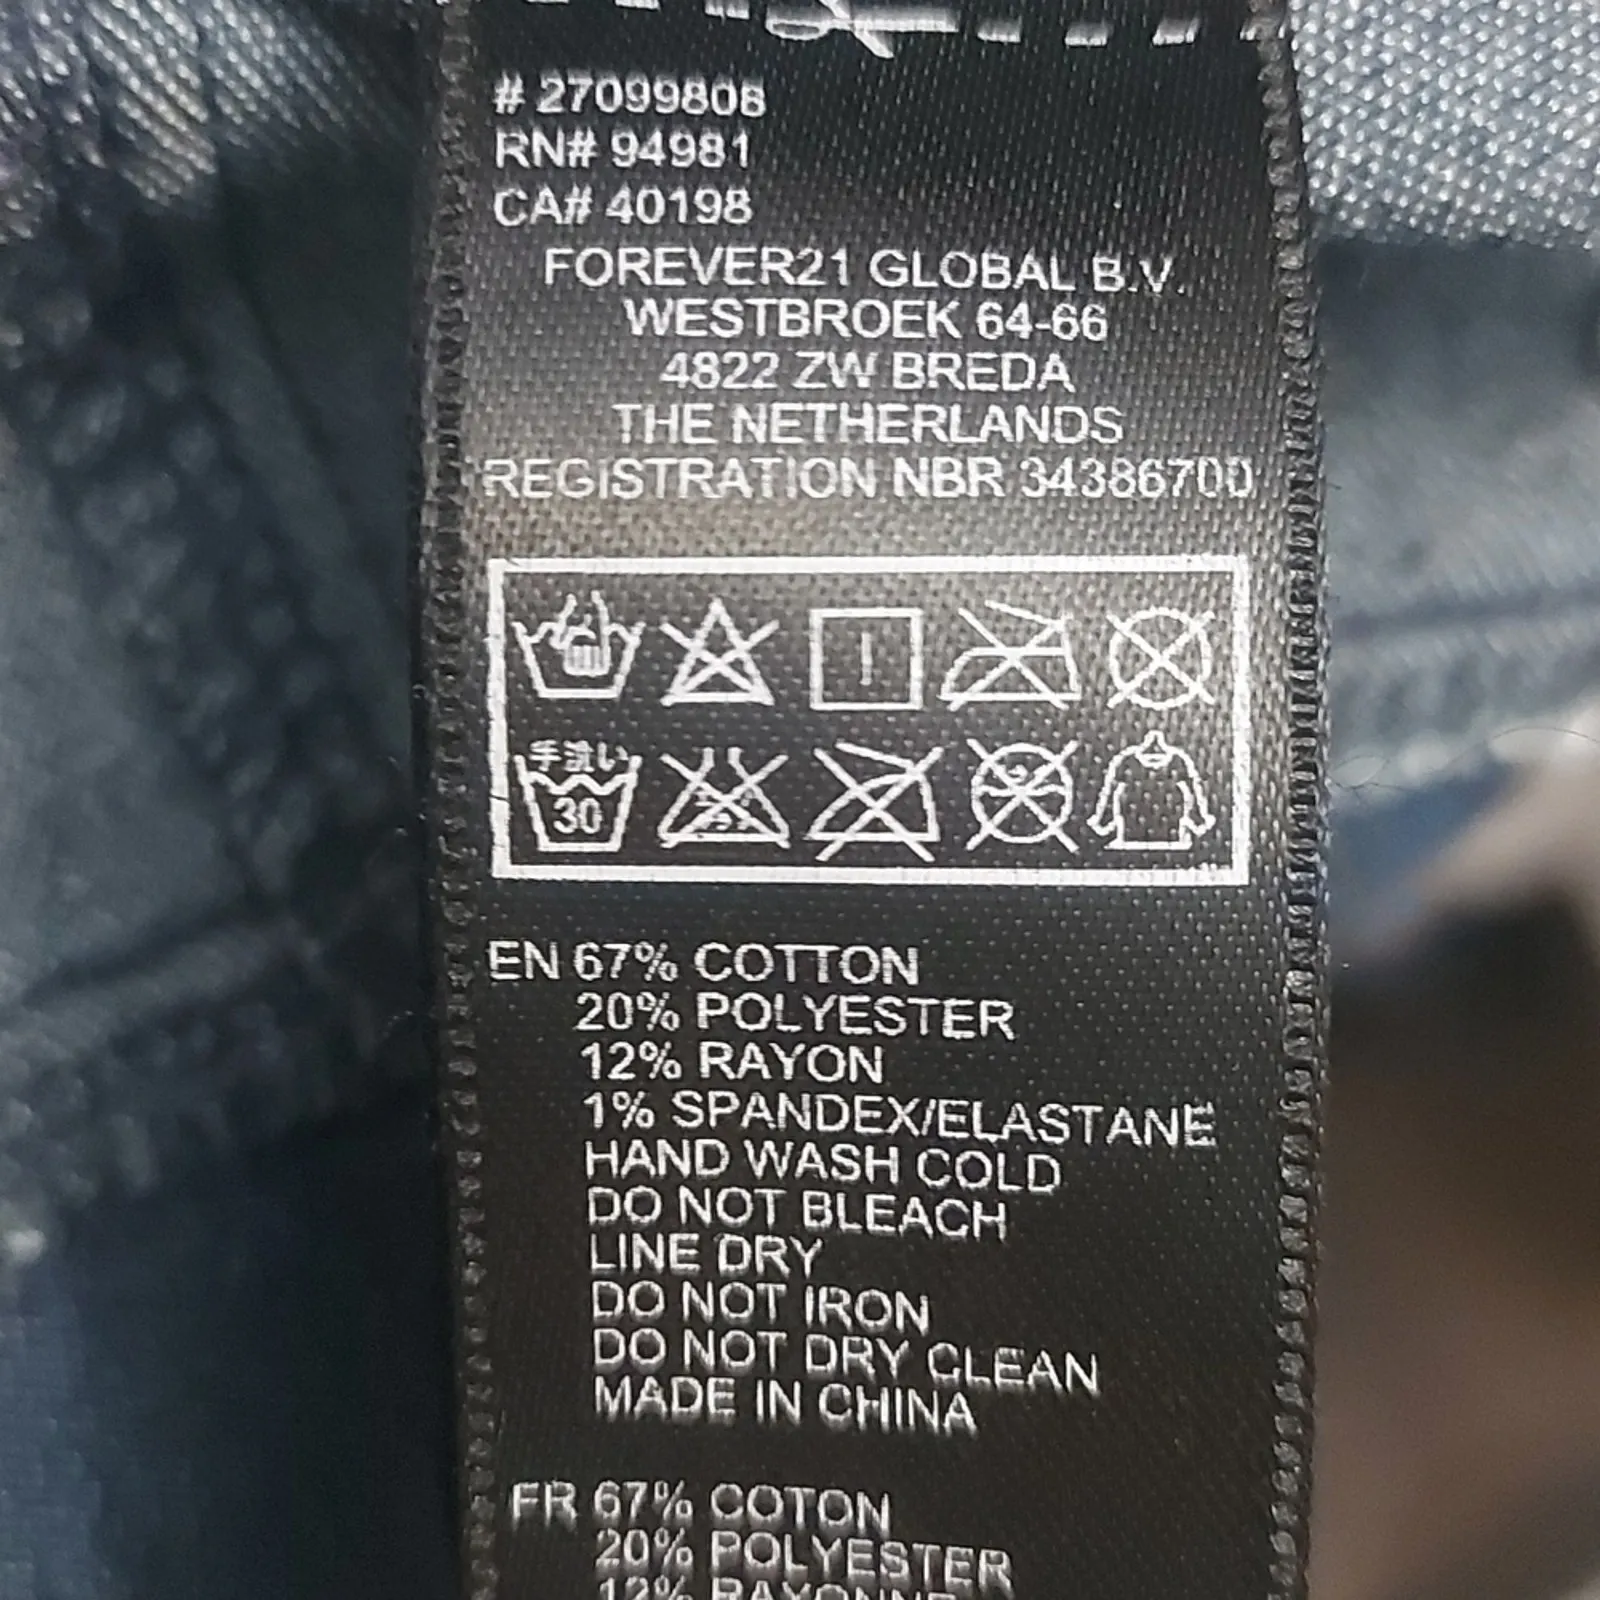 # 27099808
RN# 94981
CA# 40198
FOREVER21 GLOBAL B.V.
WESTBROEK 64-66
4822 ZW BREDA
THE NETHERLANDS
REGISTRATION NBR 34386700
手洗い
30
EN 67% COTTON
20% POLYESTER
12% RAYON
1% SPANDEX/ELASTANE
HAND WASH COLD
DO NOT BLEACH
LINE DRY
DO NOT IRON
DO NOT DRY CLEAN
MADE IN CHINA
FR 67% COTON
20% POLYESTER
12% RAYONNE